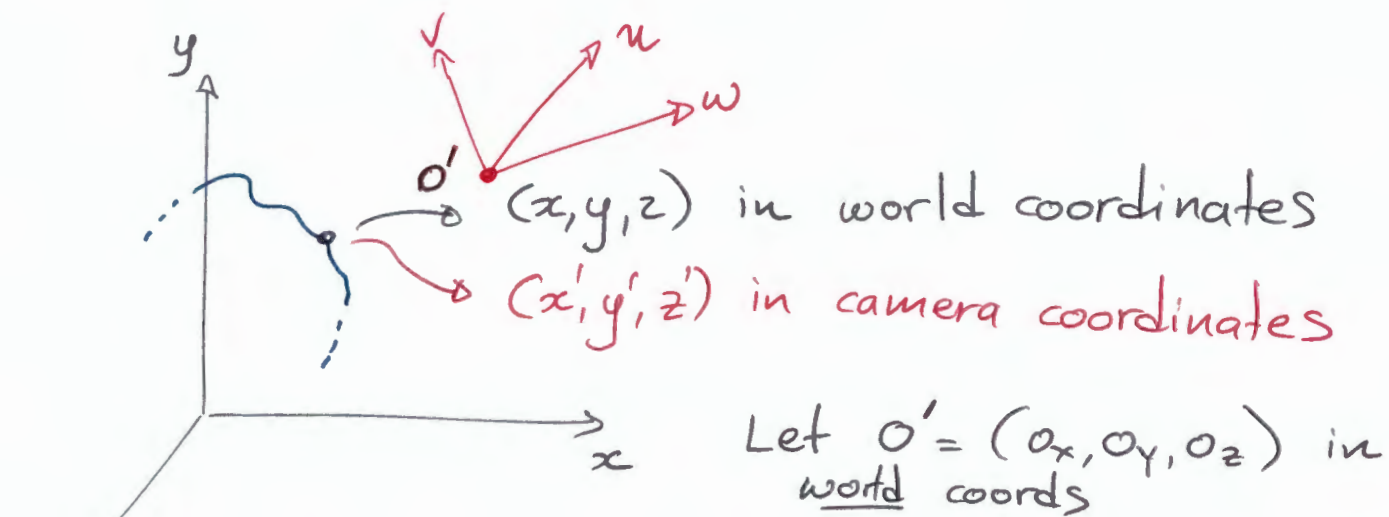 v u
y
w
O'
(x, y, z) in world coordinates
(x', y', z') in camera coordinates
x
Let O' = (Ox, Oy, Oz) in
world coords